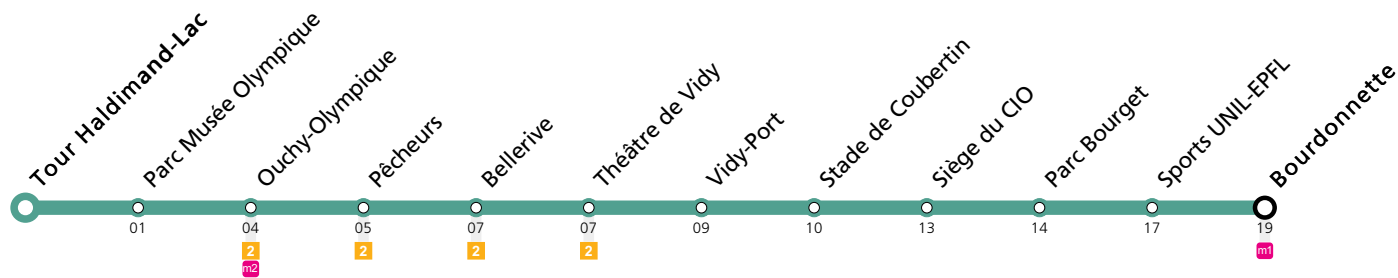 Tour Haldimand-Lac
Parc Musée Olympique
Ouchy-Olympique
Pêcheurs
Bellerive
Théâtre de Vidy
Vidy-Port
Stade de Coubertin
Siège du CIO
Parc Bourget
Sports UNIL-EPFL
Bourdonnette
01 04 05 07 07 09 10 13 14 17 19
2 2 2 2 m1
m2